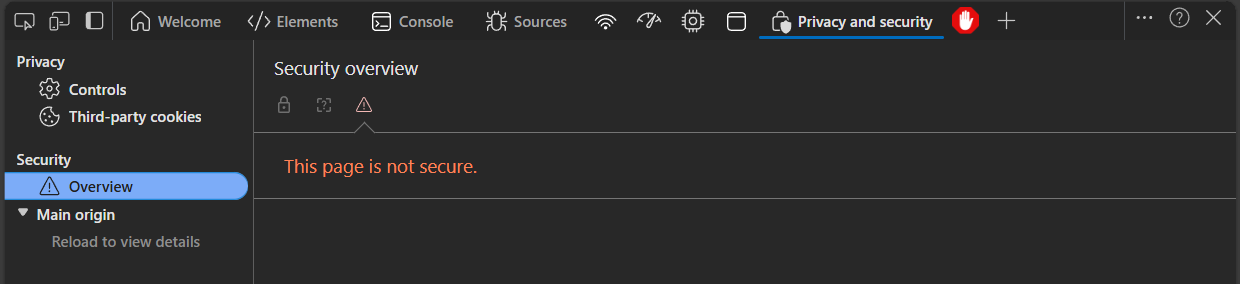 Welcome
Elements
Console
Sources
Privacy and security
Privacy
Controls
Third-party cookies
Security
Overview
Main origin
Reload to view details
Security overview
This page is not secure.